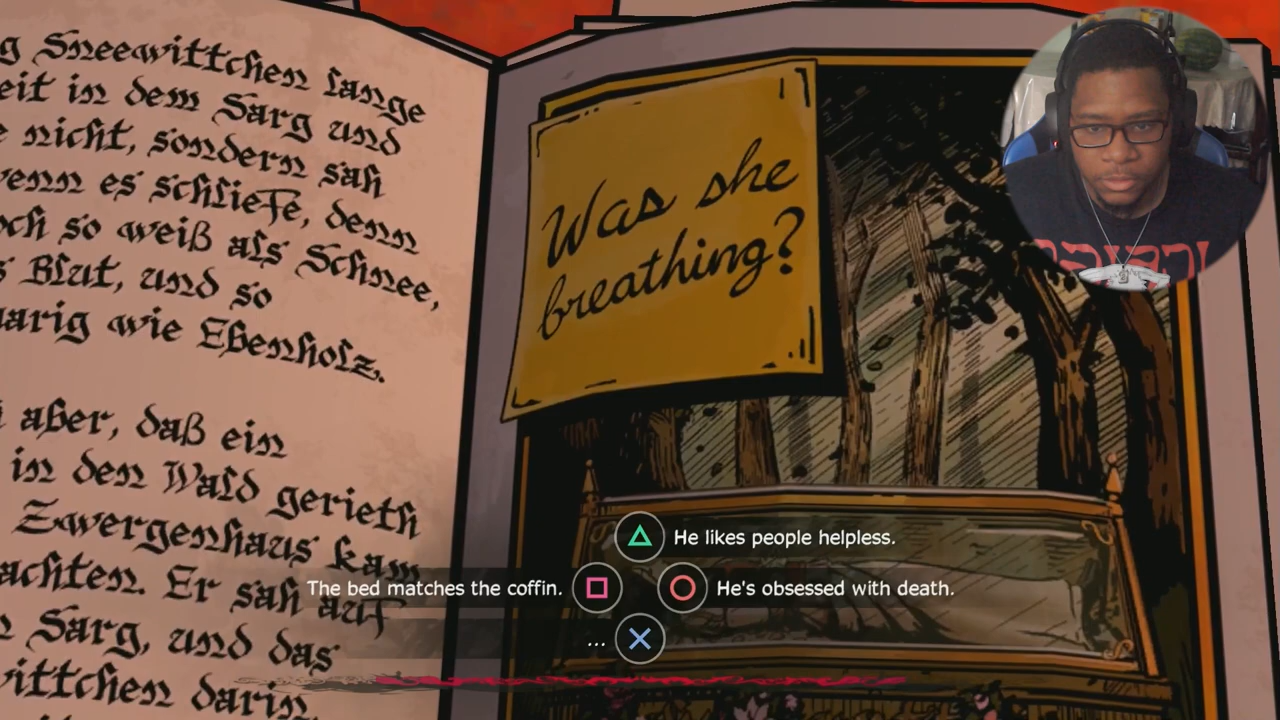 g Sneewittchen lange
eit in dem Sarg und
e nicht, sondern sah
wenn es schliefe, denn
och so weiß als Schnee,
s Blut, und so
aarig wie Ebenholz.
aber, daß ein
in den Wald gerieth
Zwergenhaus kam
achten. Er sah auf
Sarg, und das
wittchen darin
Was she
breathing?
He likes people helpless.
The bed matches the coffin.
He's obsessed with death.
...